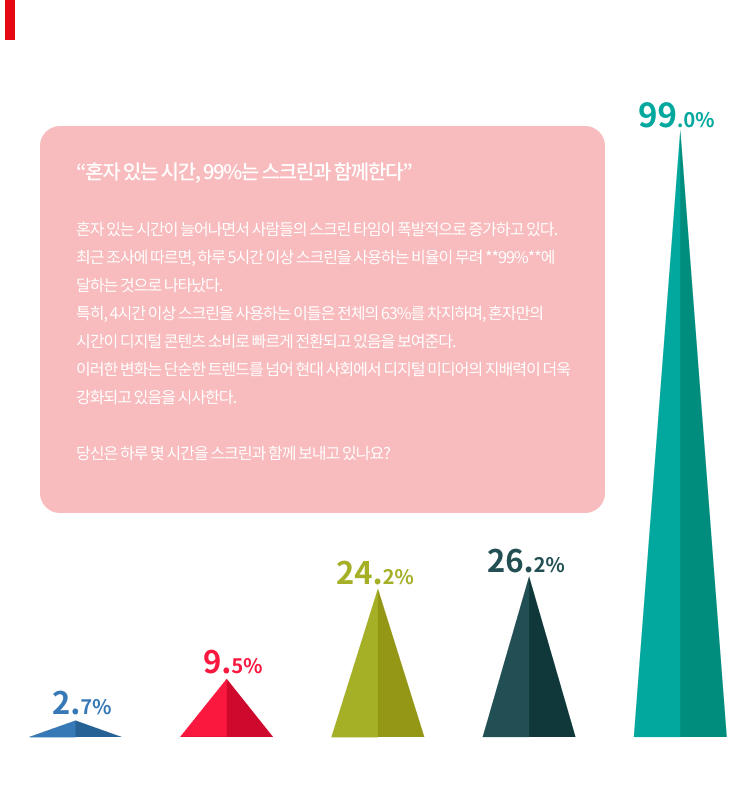 99.0%
“혼자 있는 시간, 99%는 스크린과 함께한다”
혼자 있는 시간이 늘어나면서 사람들의 스크린 타임이 폭발적으로 증가하고 있다.
최근 조사에 따르면, 하루 5시간 이상 스크린을 사용하는 비율이 무려 **99%**에
달하는 것으로 나타났다.
특히, 4시간 이상 스크린을 사용하는 이들은 전체의 63%를 차지하며, 혼자만의
시간이 디지털 콘텐츠 소비로 빠르게 전환되고 있음을 보여준다.
이러한 변화는 단순한 트렌드를 넘어 현대 사회에서 디지털 미디어의 지배력이 더욱
강화되고 있음을 시사한다.
당신은 하루 몇 시간을 스크린과 함께 보내고 있나요?
26.2%
24.2%
9.5%
2.7%